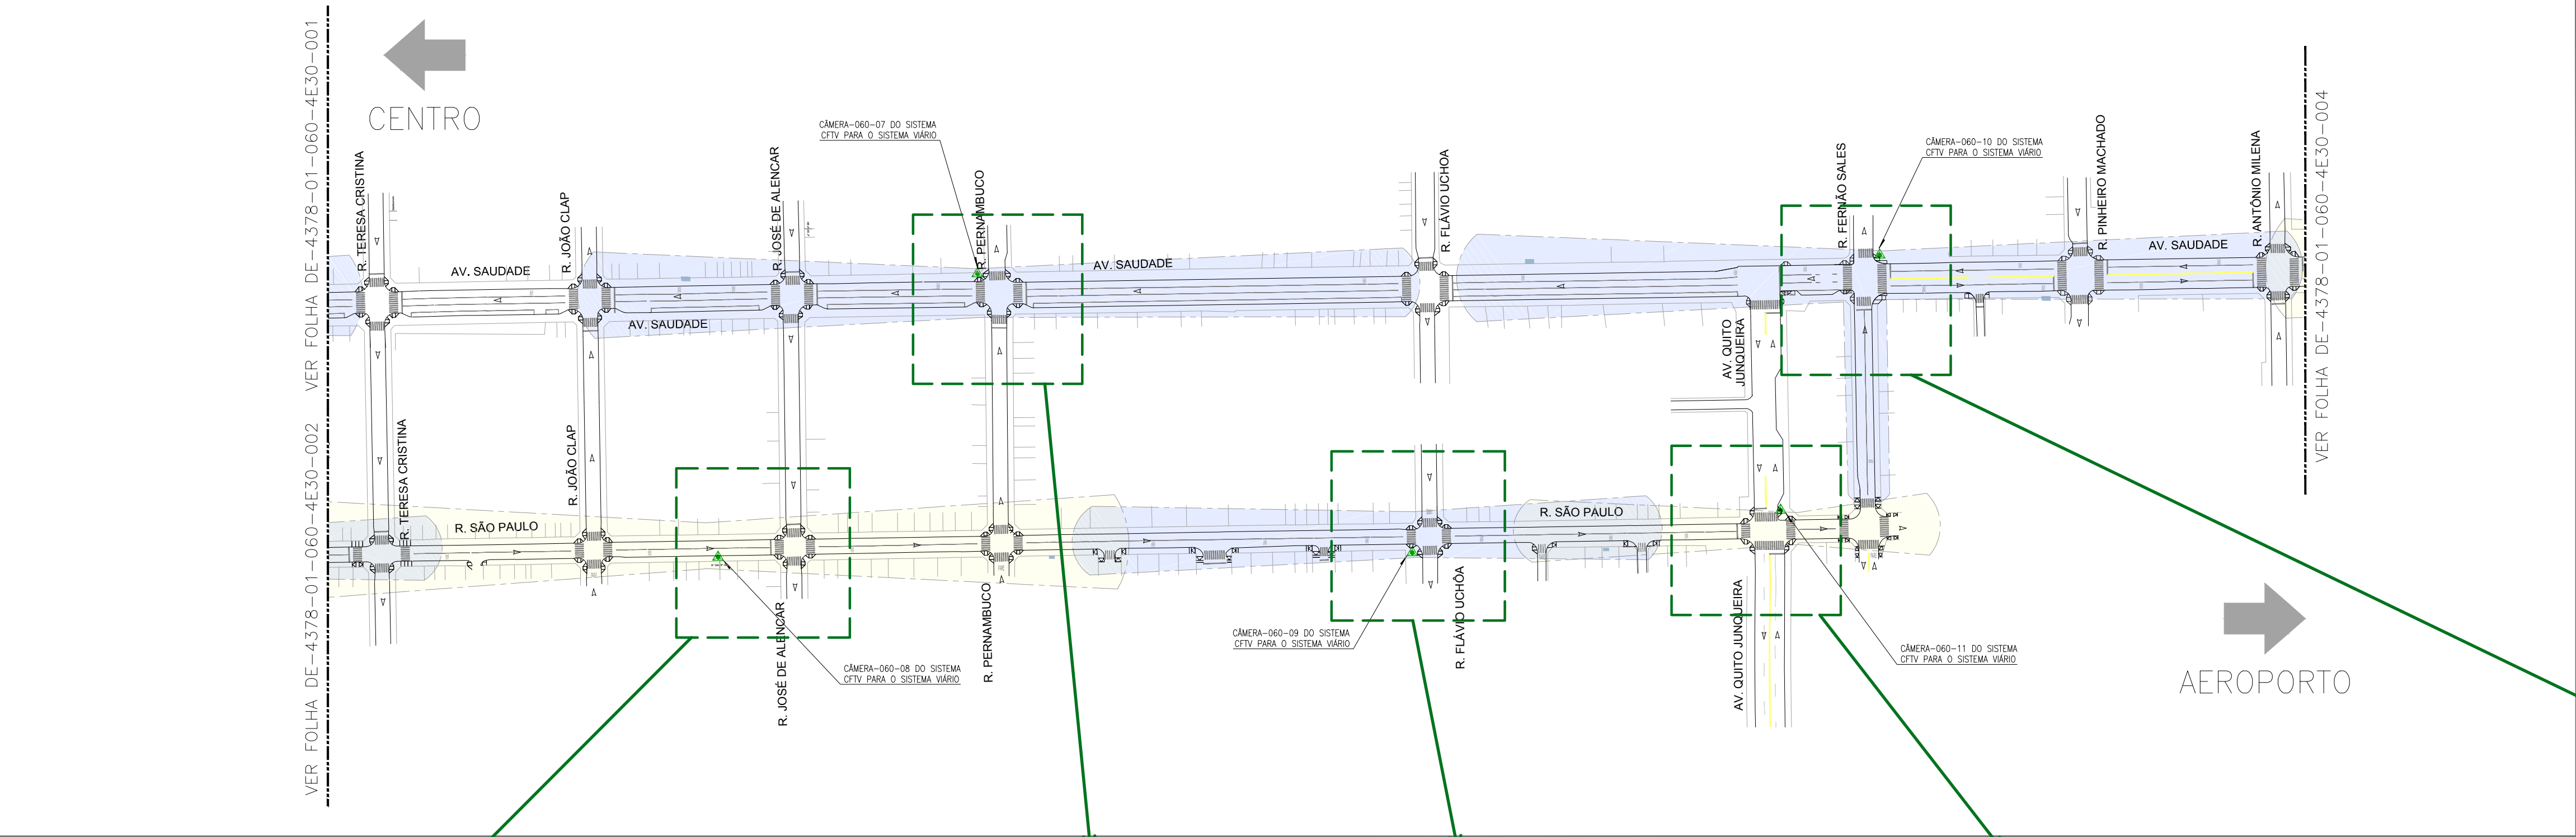 VER FOLHA DE-4378-01-060-4E30-001
VER FOLHA DE-4378-01-060-4E30-002
CENTRO
R. TERESA CRISTINA
R. JOÃO CLAP
R. JOSÉ DE ALENCAR
CÂMERA-060-07 DO SISTEMA
CFTV PARA O SISTEMA VIÁRIO
R. PERNAMBUCO
R. FLÁVIO UCHOA
R. FERNÃO SALES
CÂMERA-060-10 DO SISTEMA
CFTV PARA O SISTEMA VIÁRIO
R. PINHEIRO MACHADO
R. ANTÔNIO MILENA
VER FOLHA DE-4378-01-060-4E30-004
AV. SAUDADE
AV. SAUDADE
AV. SAUDADE
AV. SAUDADE
AV. QUITO
JUNQUEIRA
R. TERESA CRISTINA
R. JOÃO CLAP
R. SÃO PAULO
R. SÃO PAULO
R. JOSÉ DE ALENCAR
R. PERNAMBUCO
R. FLÁVIO UCHÔA
AV. QUITO JUNQUEIRA
CÂMERA-060-08 DO SISTEMA
CFTV PARA O SISTEMA VIÁRIO
CÂMERA-060-09 DO SISTEMA
CFTV PARA O SISTEMA VIÁRIO
CÂMERA-060-11 DO SISTEMA
CFTV PARA O SISTEMA VIÁRIO
AEROPORTO